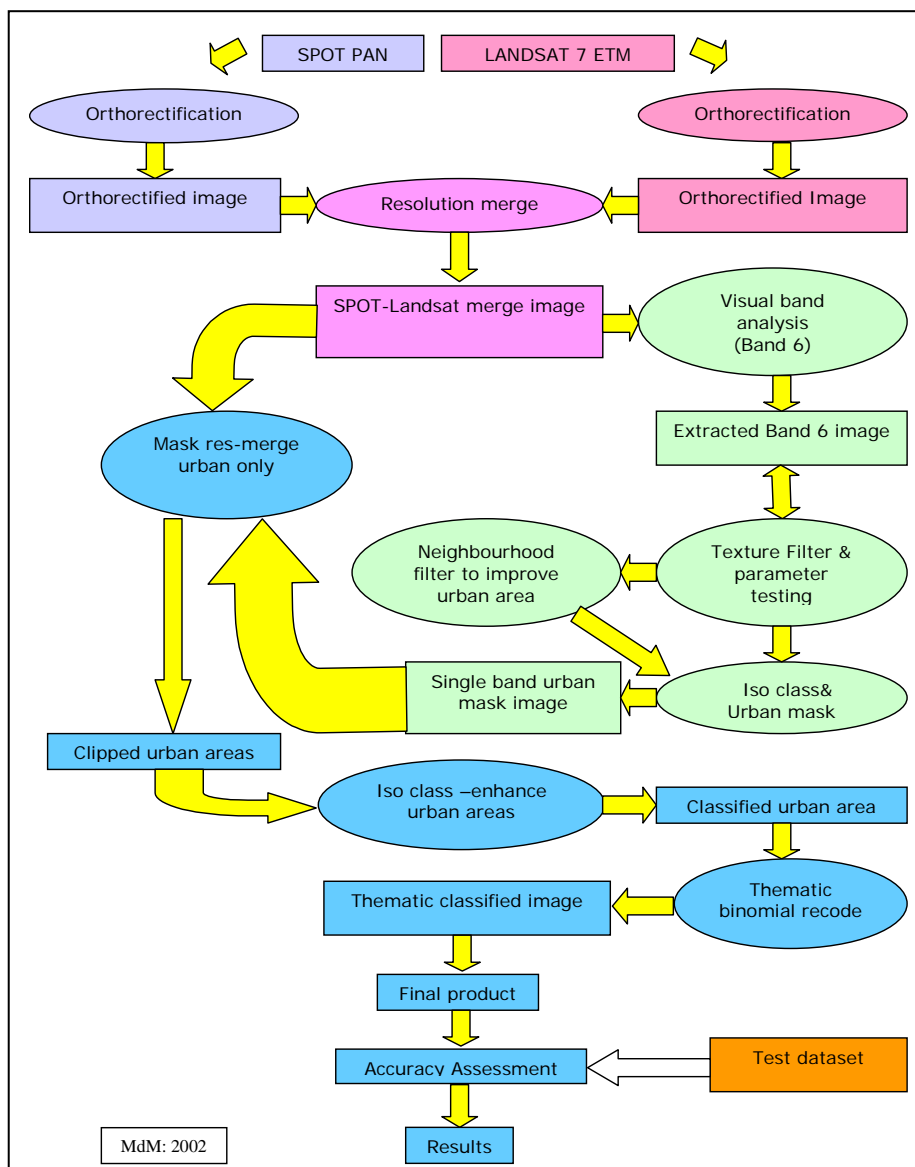 SPOT PAN
LANDSAT 7 ETM
Orthorectification
Orthorectification
Orthorectified image
Resolution merge
Orthorectified Image
SPOT-Landsat merge image
Visual band
analysis
(Band 6)
Mask res-merge
urban only
Extracted Band 6 image
Neighbourhood
filter to improve
urban area
Texture Filter &
parameter
testing
Single band urban
mask image
Iso class&
Urban mask
Clipped urban areas
Iso class –enhance
urban areas
Classified urban area
Thematic classified image
Thematic
binomial recode
Final product
Accuracy Assessment
Test dataset
MdM: 2002
Results